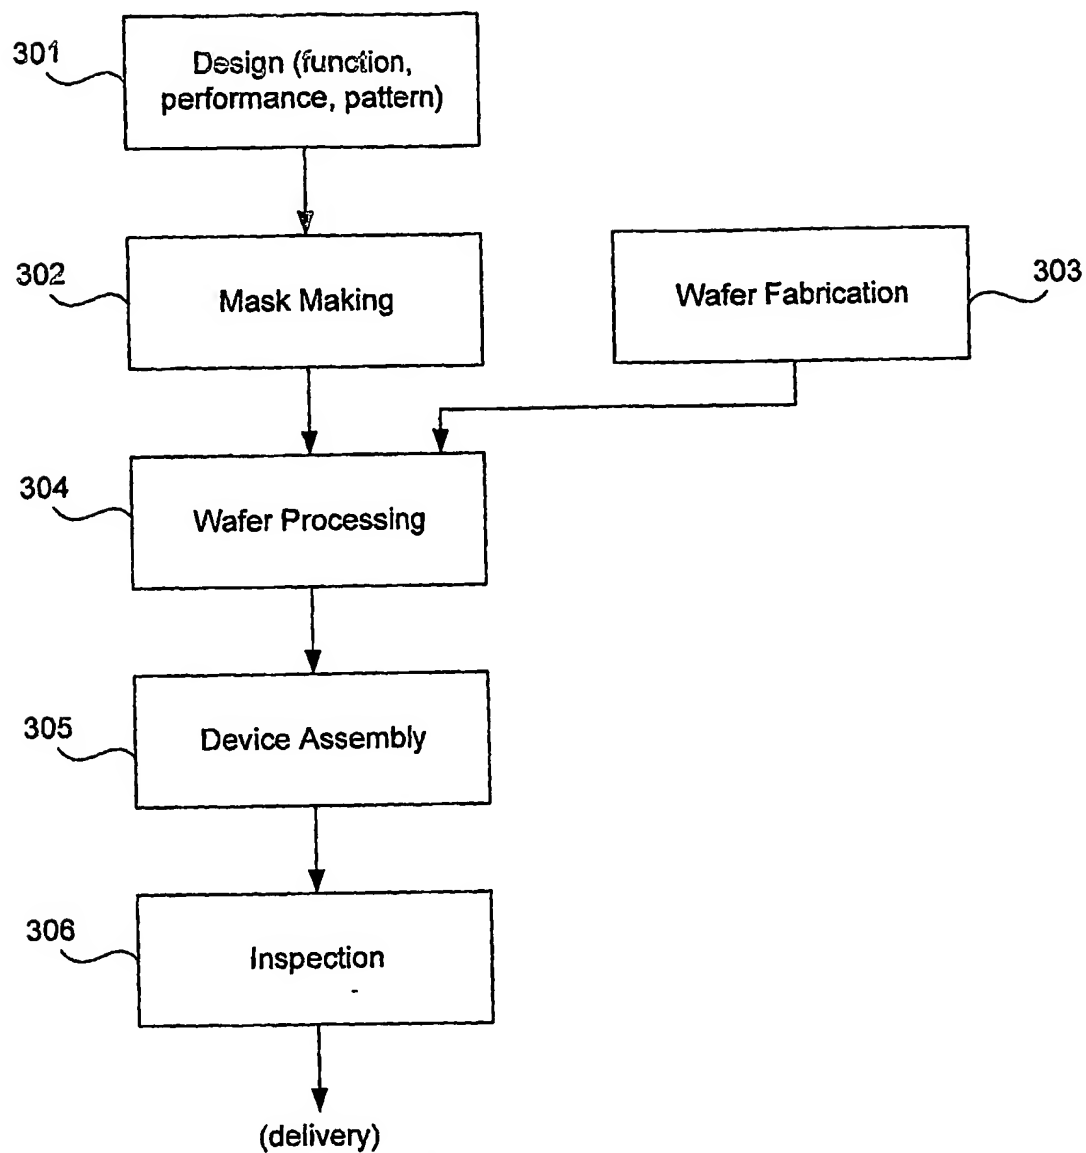 301
Design (function,
performance, pattern)
302
Mask Making
Wafer Fabrication
303
304
Wafer Processing
305
Device Assembly
306
Inspection
(delivery)